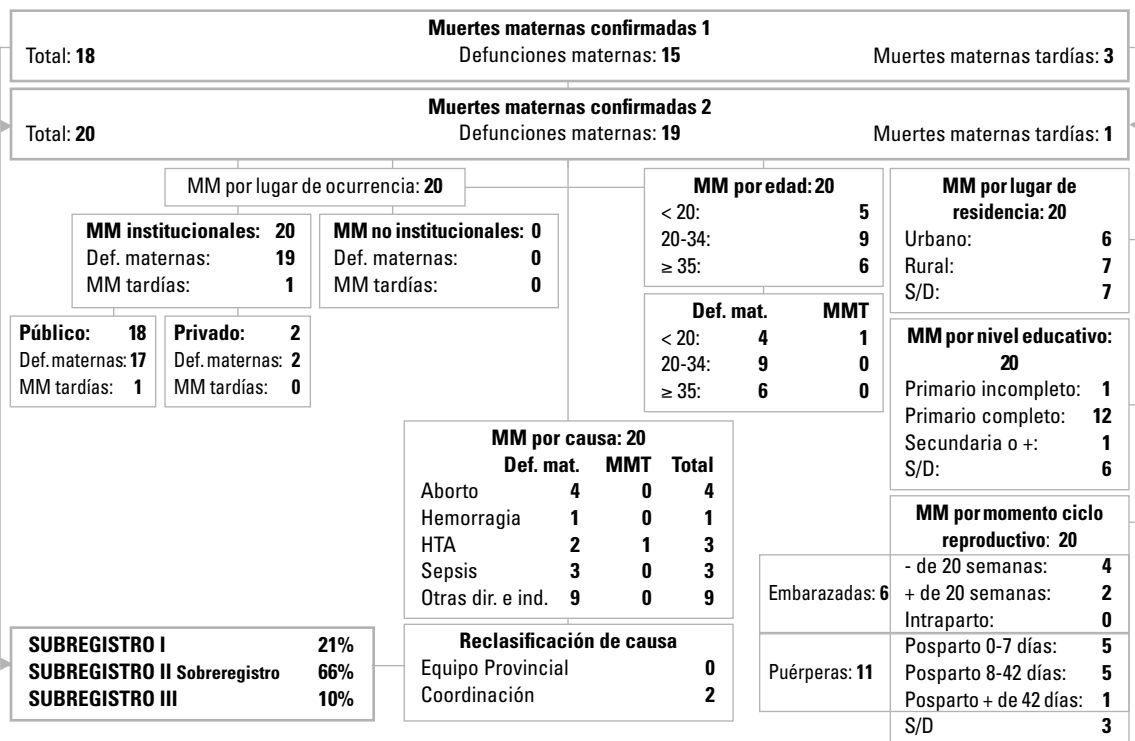 Muertes maternas confirmadas 1
Total: 18 Defunciones maternas: 15 Muertes maternas tardías: 3
Muertes maternas confirmadas 2
Total: 20 Defunciones maternas: 19 Muertes maternas tardías: 1
MM por lugar de ocurrencia: 20
MM institucionales: 20
Def. maternas: 19
MM tardías: 1
MM no institucionales: 0
Def. maternas: 0
MM tardías: 0
Público: 18
Def. maternas: 17
MM tardías: 1
Privado: 2
Def. maternas: 2
MM tardías: 0
MM por edad: 20
< 20: 5
20-34: 9
≥ 35: 6
Def. mat. MMT
< 20: 4 1
20-34: 9 0
≥ 35: 6 0
MM por lugar de
residencia: 20
Urbano: 6
Rural: 7
S/D: 7
MM por nivel educativo:
20
Primario incompleto: 1
Primario completo: 12
Secundaria o +: 1
S/D: 6
MM por causa: 20
Def. mat. MMT Total
Aborto 4 0 4
Hemorragia 1 0 1
HTA 2 1 3
Sepsis 3 0 3
Otras dir. e ind. 9 0 9
MM por momento ciclo
reproductivo: 20
Embarazadas: 6
- de 20 semanas: 4
+ de 20 semanas: 2
Intraparto: 0
Puérperas: 11
Posparto 0-7 días: 5
Posparto 8-42 días: 5
Posparto + de 42 días: 1
S/D 3
Reclasificación de causa
Equipo Provincial 0
Coordinación 2
SUBREGISTRO I 21%
SUBREGISTRO II Sobreregistro 66%
SUBREGISTRO III 10%